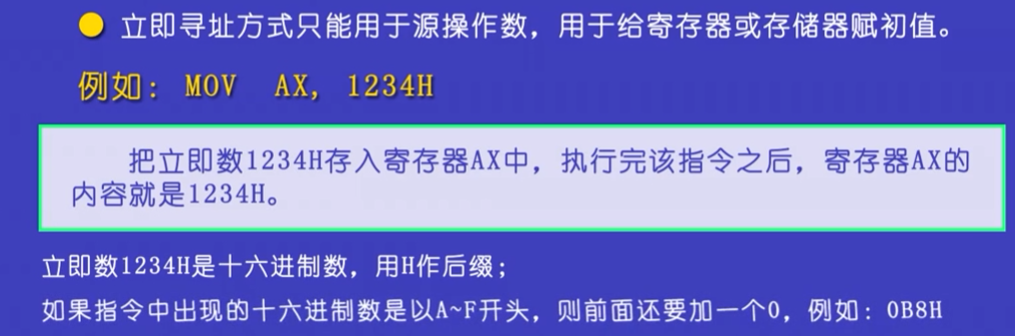 立即寻址方式只能用于源操作数，用于给寄存器或存储器赋初值。
例如： MOV AX, 1234H
把立即数1234H存入寄存器AX中，执行完该指令之后，寄存器AX的
内容就是1234H。
立即数1234H是十六进制数，用H作后缀；
如果指令中出现的十六进制数是以A~F开头，则前面还要加一个0，例如：0B8H